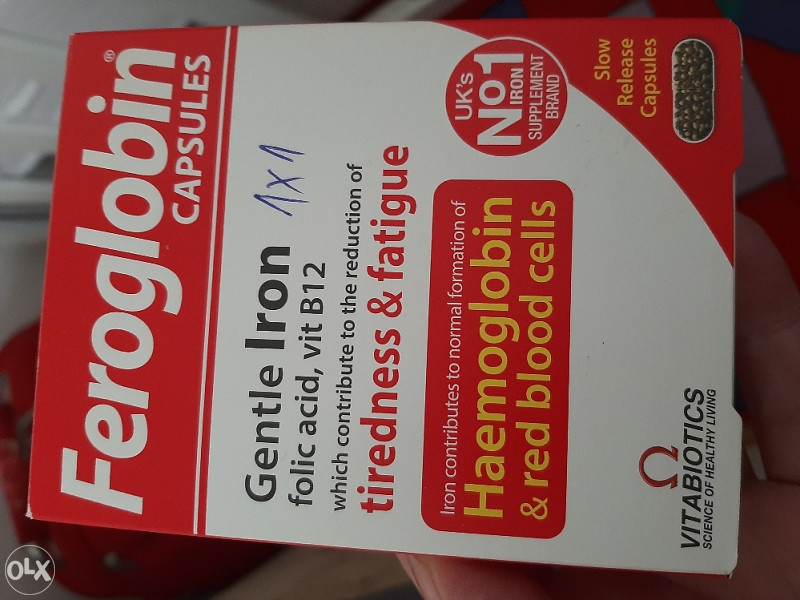 Feroglobin®
CAPSULES
Gentle Iron 1x1
folic acid, vit B12
which contribute to the reduction of
tiredness & fatigue
Iron contributes to normal formation of
Haemoglobin
& red blood cells
UK's
No1
IRON
SUPPLEMENT
BRAND
Slow
Release
Capsules
VITABIOTICS
SCIENCE OF HEALTHY LIVING
OLX